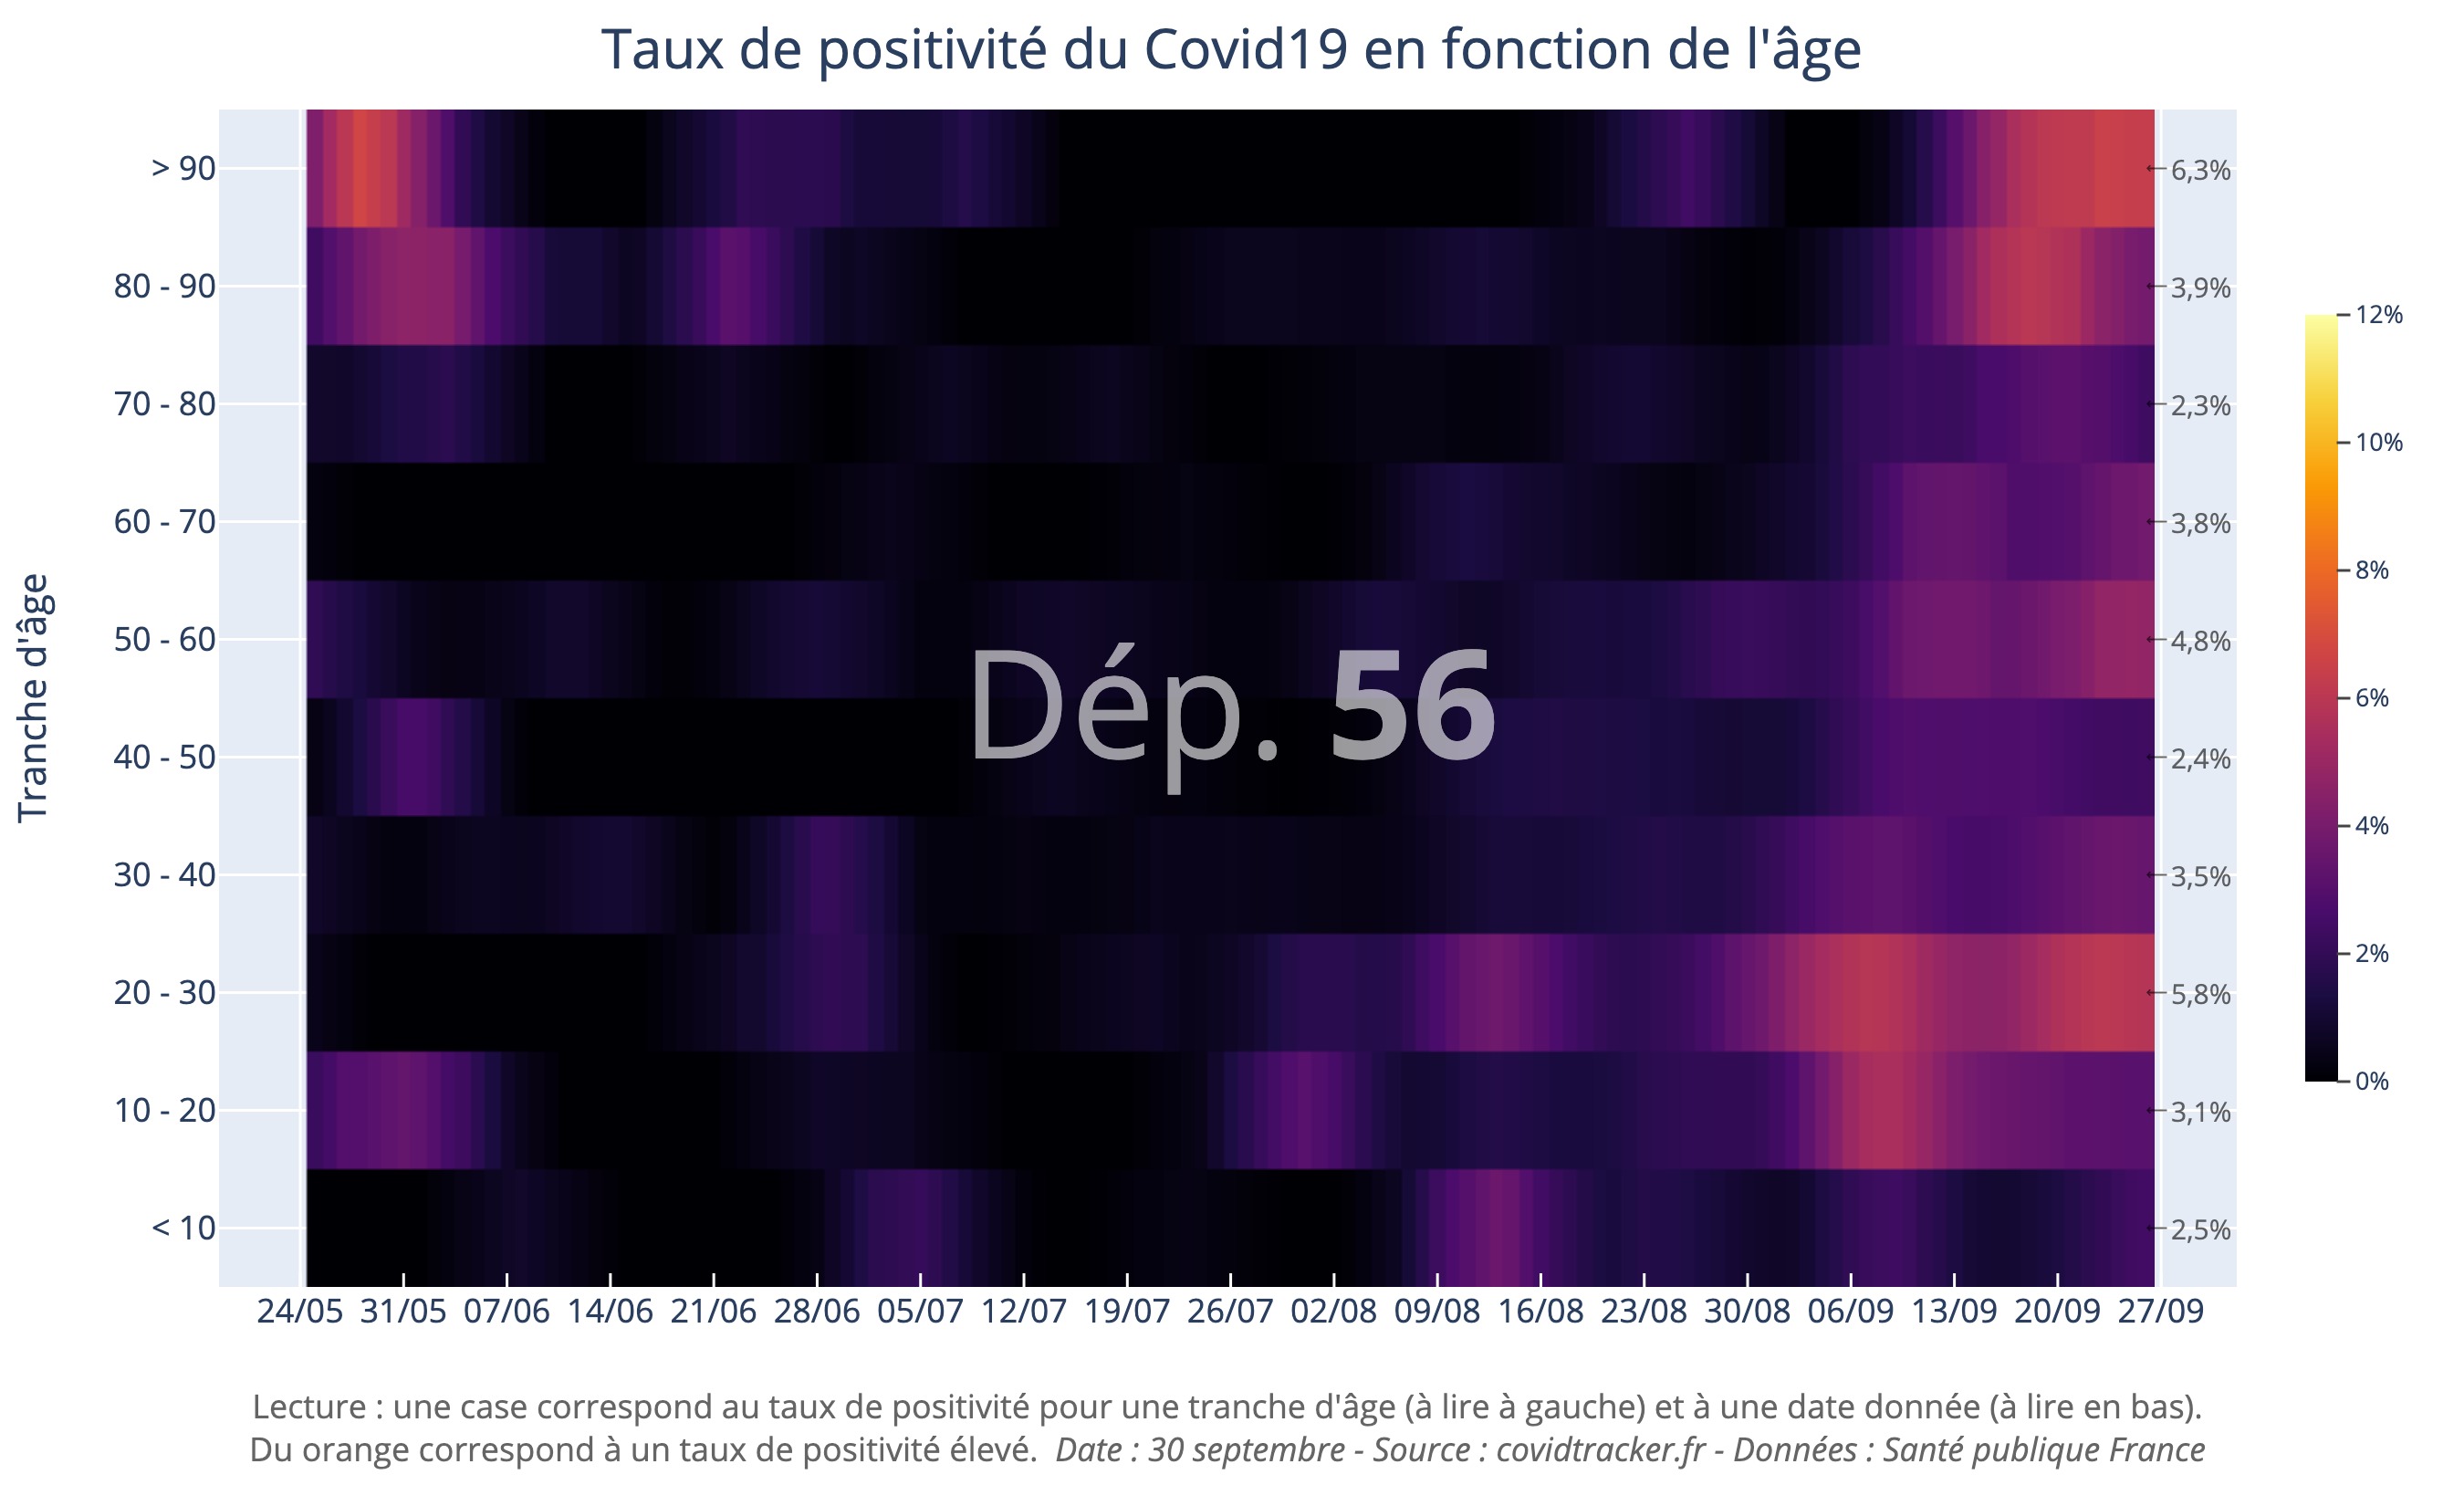 Taux de positivité du Covid19 en fonction de l'âge
Tranche d'âge
> 90
80 - 90
70 - 80
60 - 70
50 - 60
40 - 50
30 - 40
20 - 30
10 - 20
< 10
Dép. 56
6,3%
3,9%
2,3%
3,8%
4,8%
2,4%
3,5%
5,8%
3,1%
2,5%
12%
10%
8%
6%
4%
2%
0%
24/05 31/05 07/06 14/06 21/06 28/06 05/07 12/07 19/07 26/07 02/08 09/08 16/08 23/08 30/08 06/09 13/09 20/09 27/09
Lecture : une case correspond au taux de positivité pour une tranche d'âge (à lire à gauche) et à une date donnée (à lire en bas).
Du orange correspond à un taux de positivité élevé. Date : 30 septembre - Source : covidtracker.fr - Données : Santé publique France